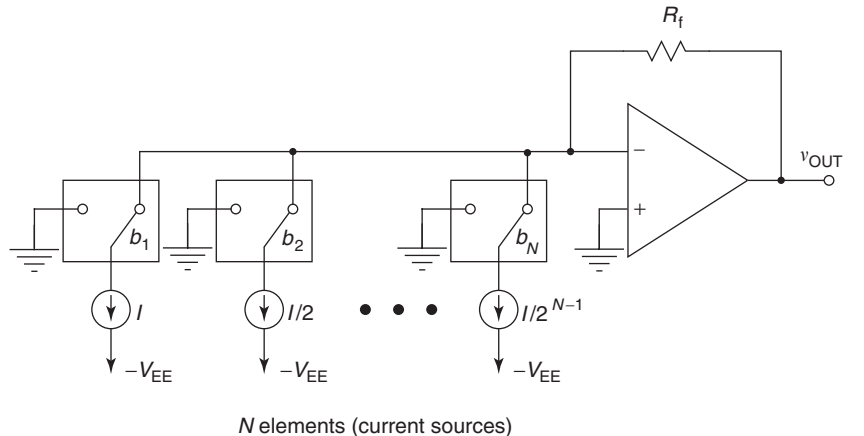 R_f
− v_OUT
+
b_1 b_2 b_N
I I/2 I/2^{N−1}
−V_EE −V_EE −V_EE
N elements (current sources)